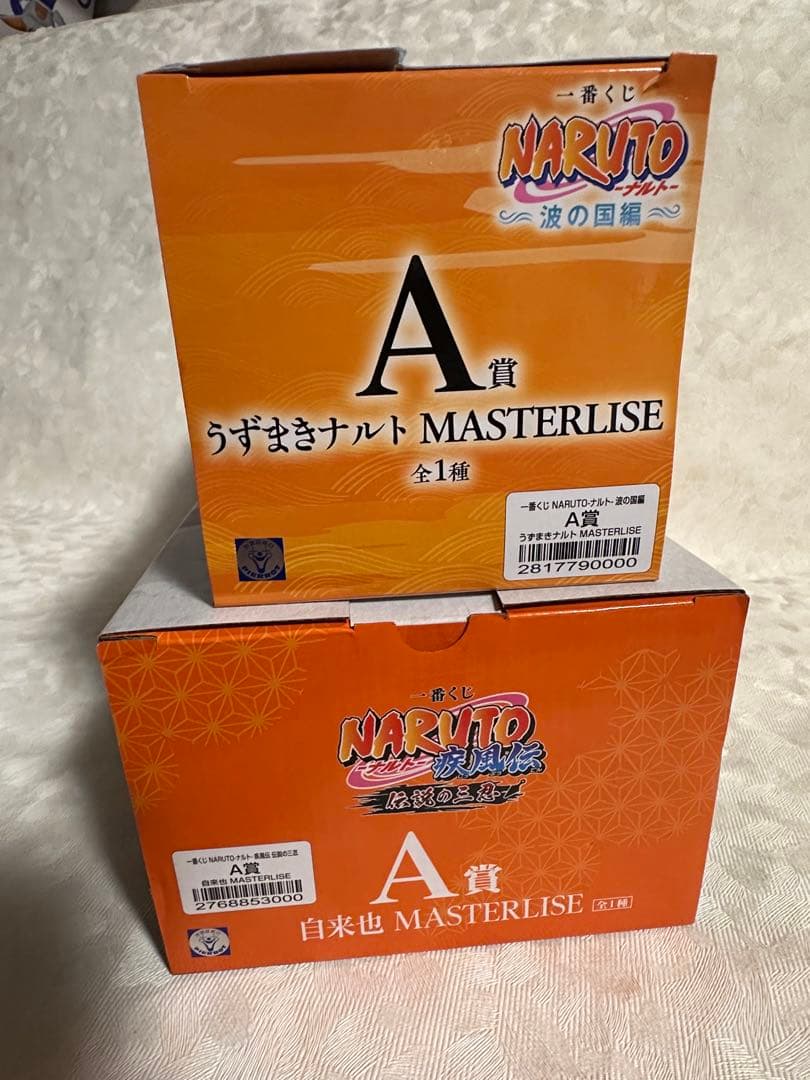 一番くじ
NARUTO
-ナルト-
波の国編
A賞
うずまきナルト MASTERLISE
全1種
一番くじ NARUTO-ナルト- 波の国編
A賞
うずまきナルト MASTERLISE
2817790000
PIERROT
一番くじ
NARUTO
-ナルト-
疾風伝
伝説の三忍
A賞
自来也 MASTERLISE 全1種
一番くじ NARUTO-ナルト- 疾風伝 伝説の三忍
A賞
自来也 MASTERLISE
2768853000
PIERROT